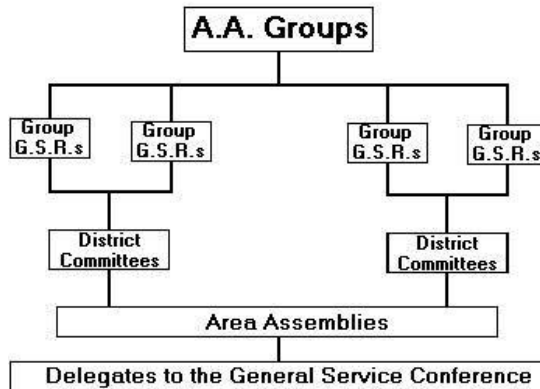 A.A. Groups
Group
G.S.R.s
Group
G.S.R.s
Group
G.S.R.s
Group
G.S.R.s
District
Committees
District
Committees
Area Assemblies
Delegates to the General Service Conference